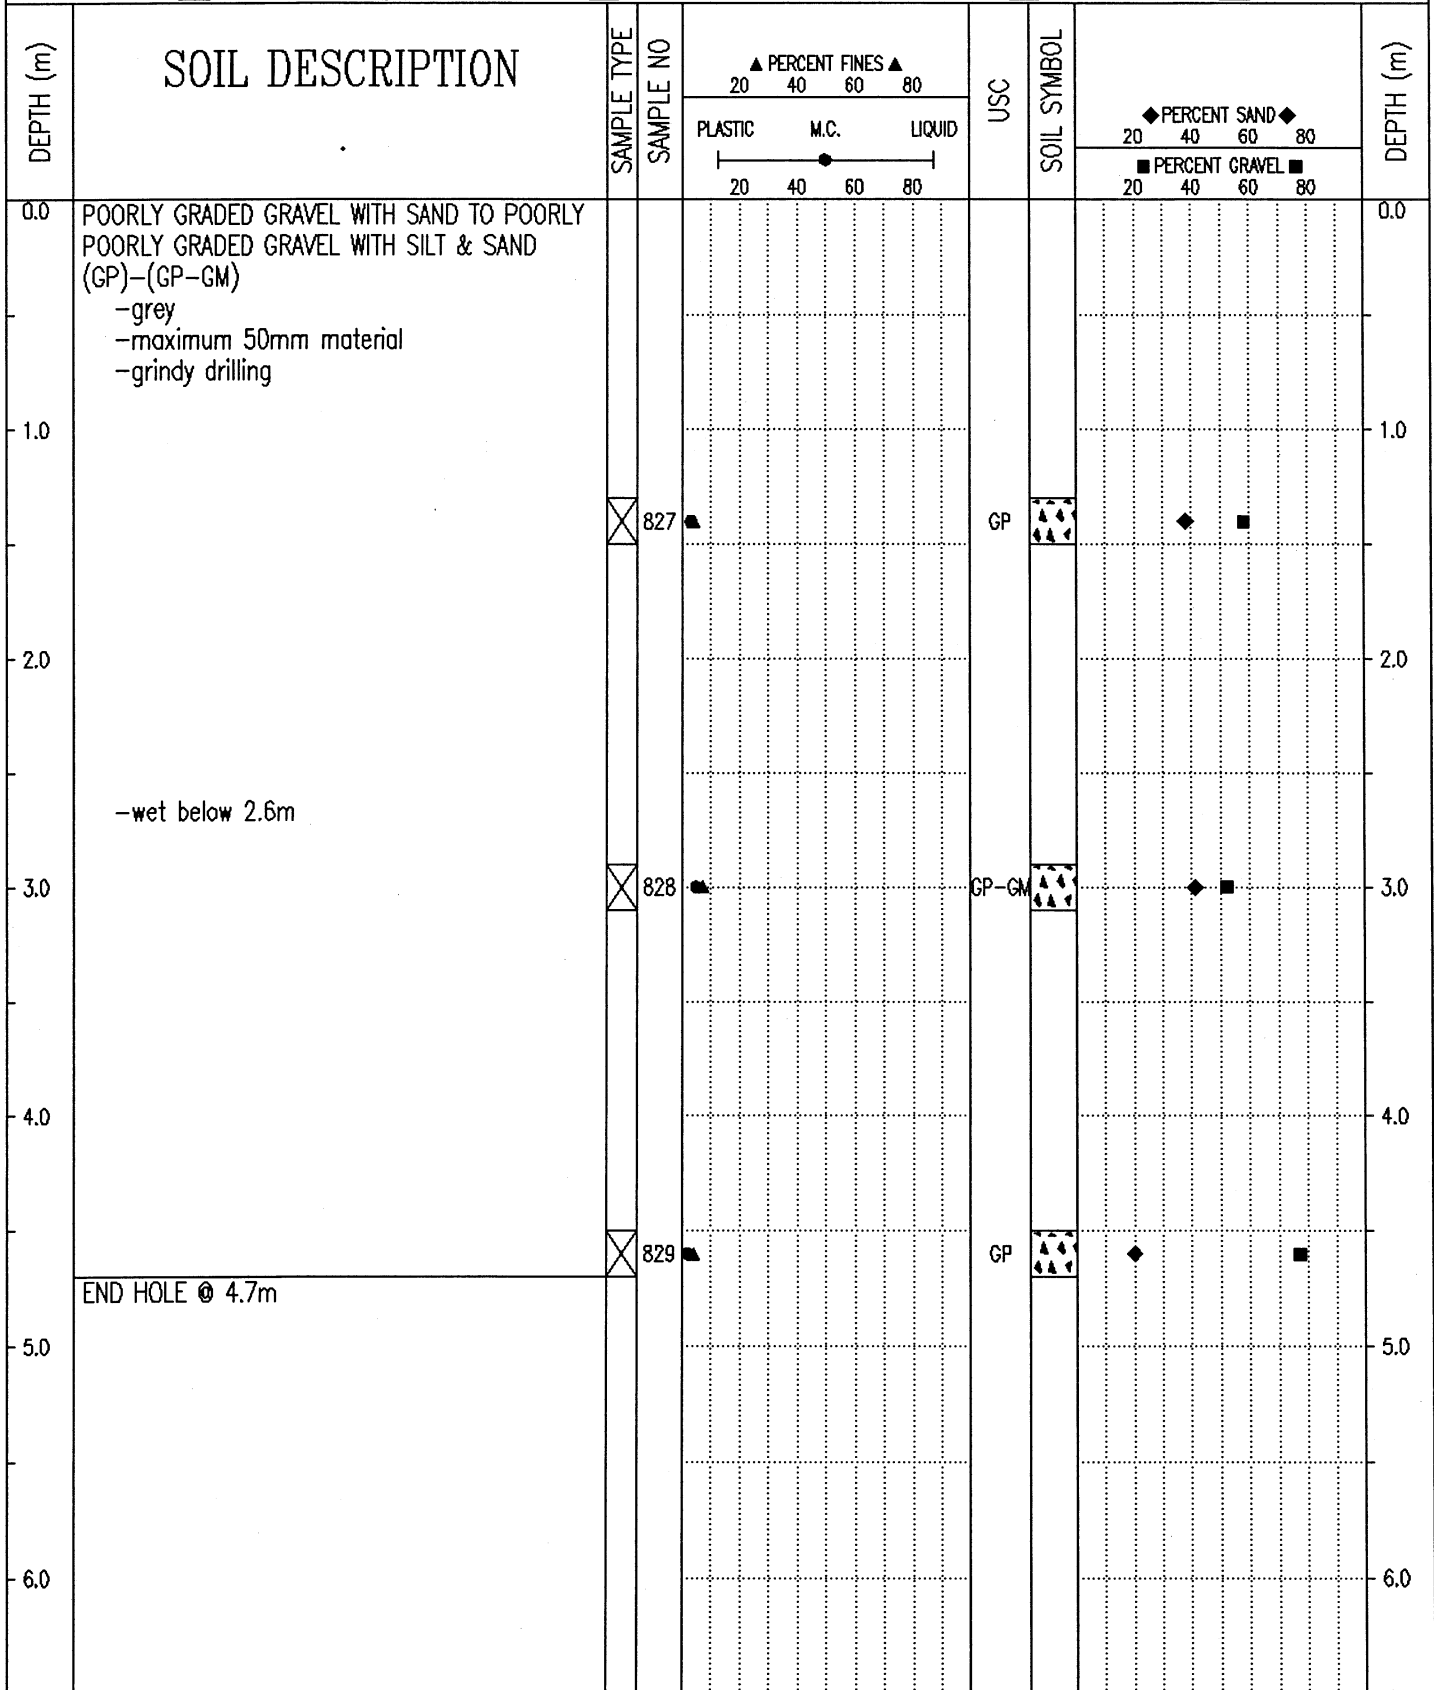 DEPTH (m)
SOIL DESCRIPTION
SAMPLE TYPE
SAMPLE NO
▲ PERCENT FINES ▲
20 40 60 80
PLASTIC M.C. LIQUID
20 40 60 80
USC
SOIL SYMBOL
◆PERCENT SAND◆
20 40 60 80
■PERCENT GRAVEL■
20 40 60 80
DEPTH (m)
0.0 POORLY GRADED GRAVEL WITH SAND TO POORLY 0.0
POORLY GRADED GRAVEL WITH SILT & SAND
(GP)-(GP-GM)
-grey
-maximum 50mm material
-grindy drilling
1.0 1.0
827 GP
2.0 2.0
-wet below 2.6m
3.0 828 GP-GM 3.0
4.0 4.0
829 GP
END HOLE @ 4.7m
5.0 5.0
6.0 6.0